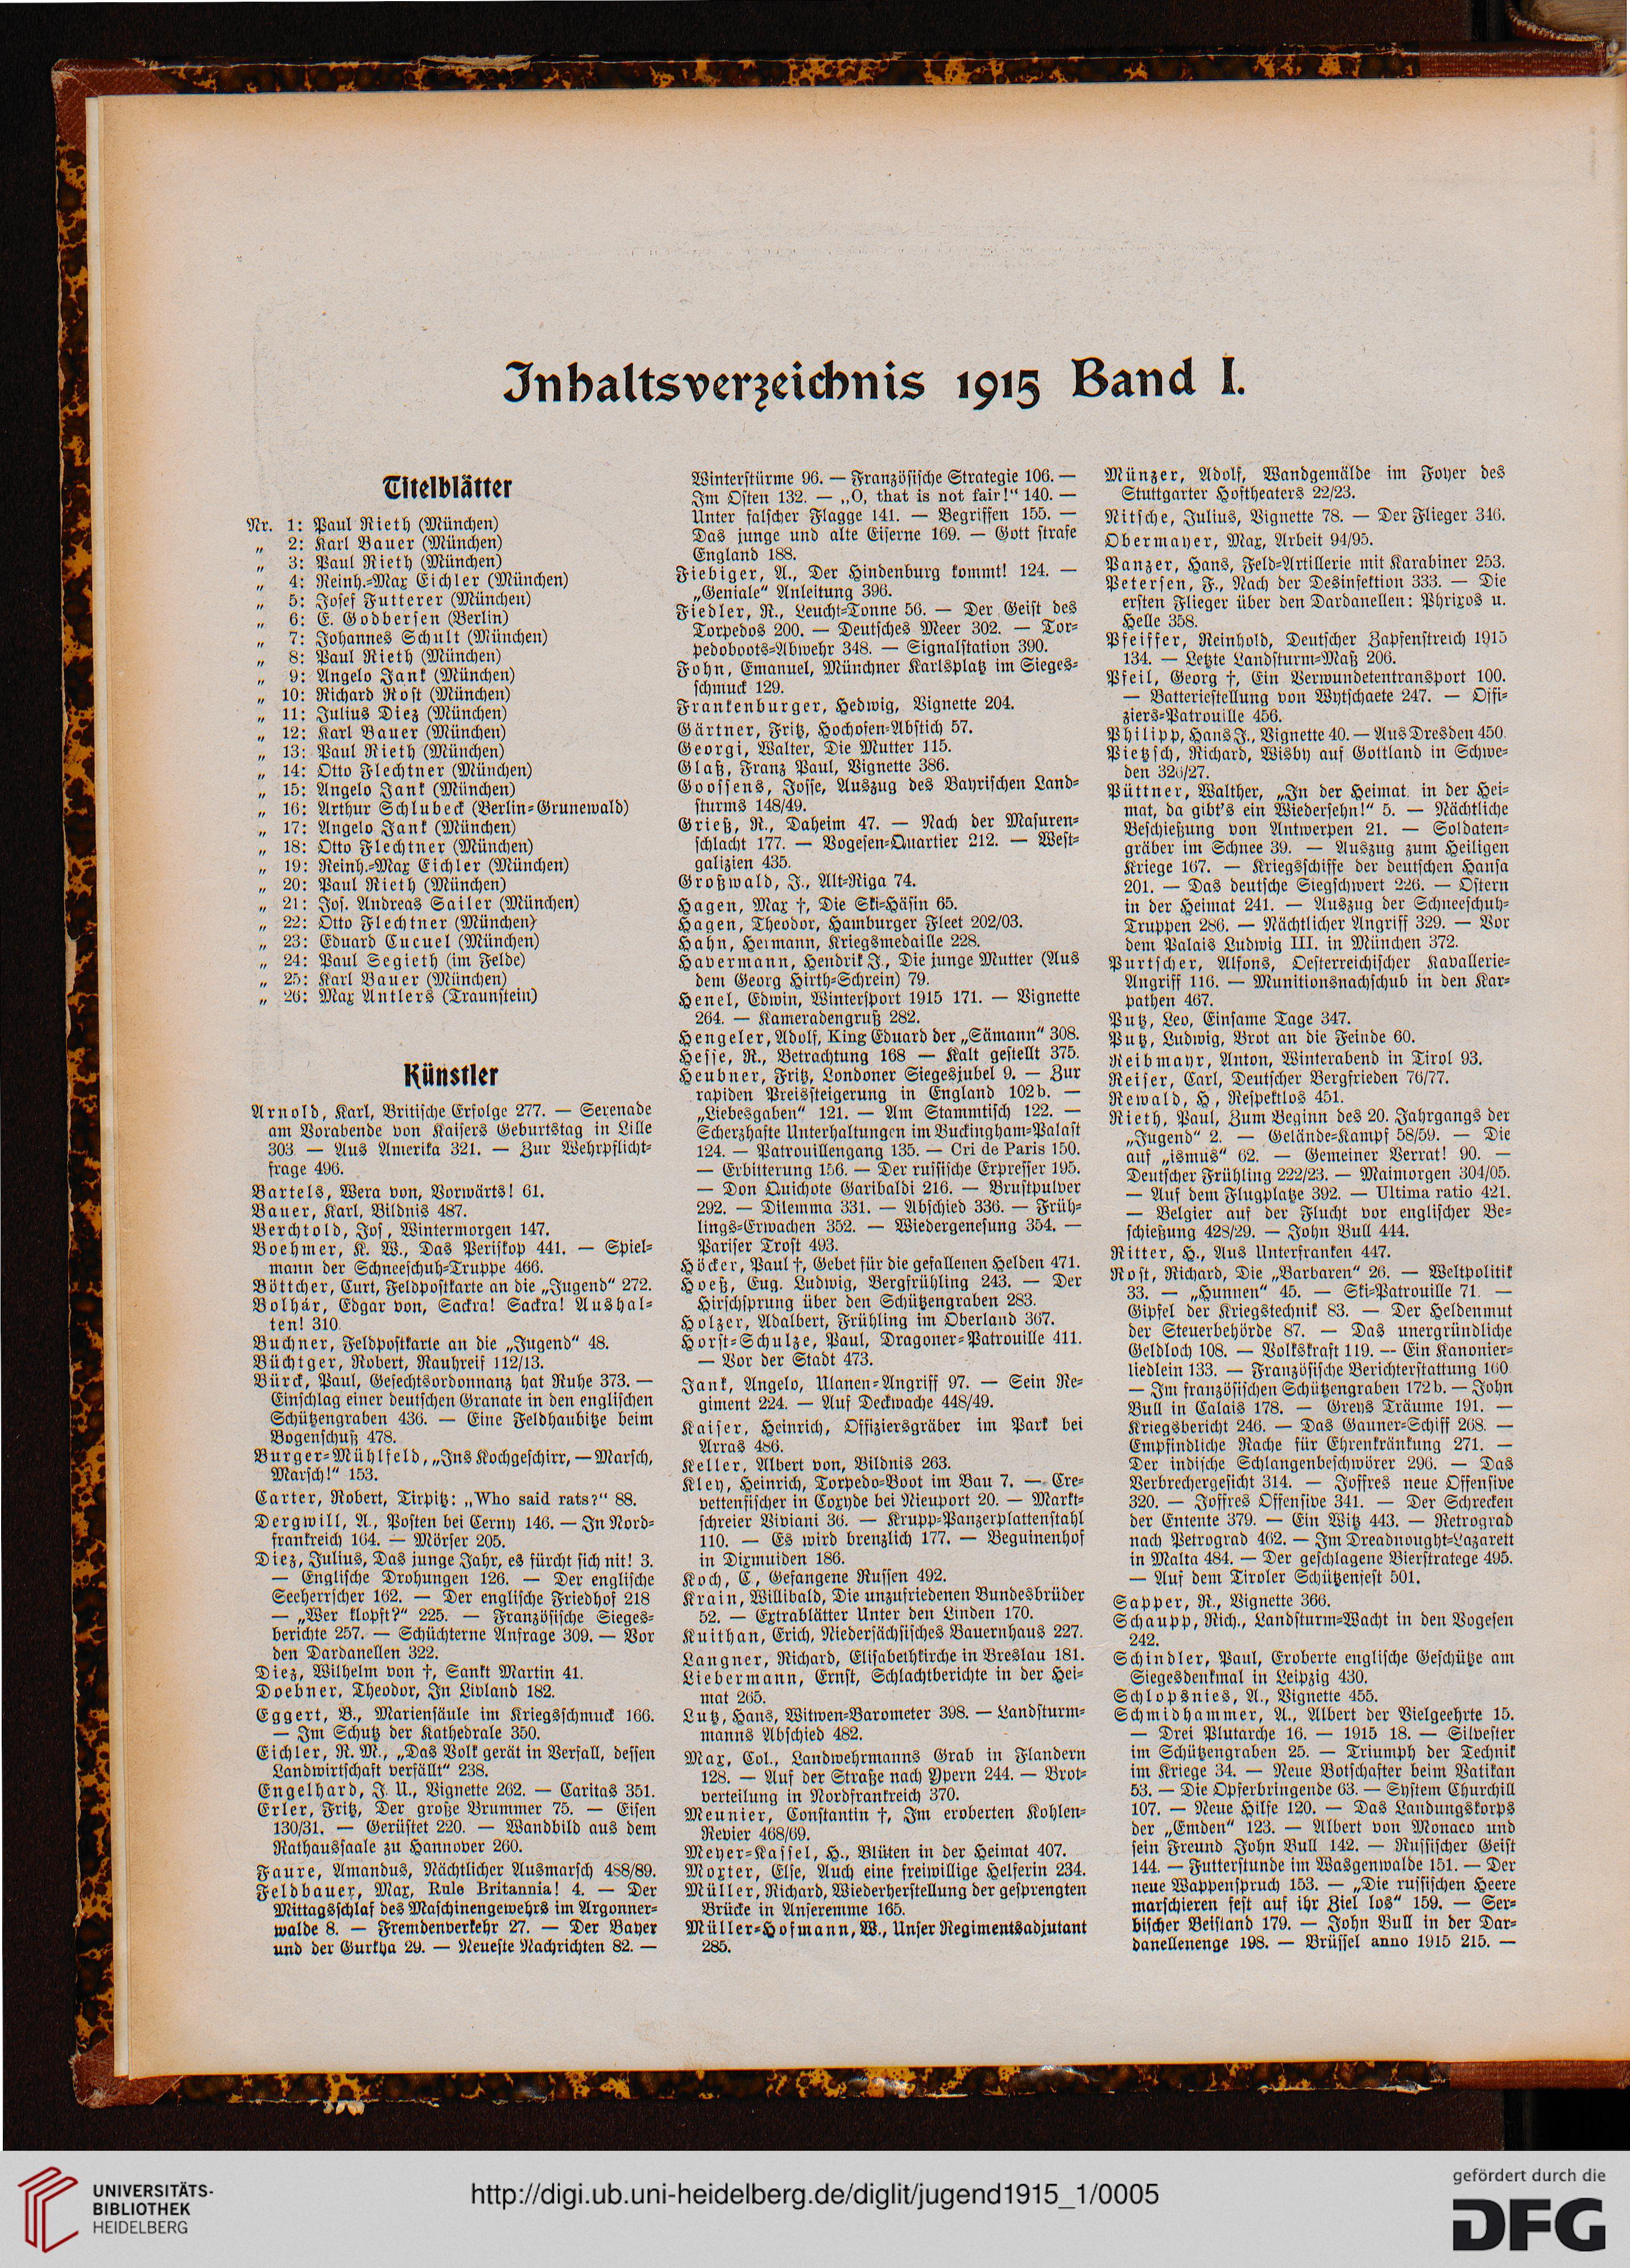 Inhaltsverzeichnis 1915 Band I.
Titelblätter
Nr. 1: Paul Rieth (München)
„ 2: Karl Bauer (München)
„ 3: Paul Rieth (München)
„ 4: Reinh.-Max Eichler (München)
„ 5: Josef Futterer (München)
„ 6: E. Godbersen (Berlin)
„ 7: Johannes Schult (München)
„ 8: Paul Rieth (München)
„ 9: Angelo Jank (München)
„ 10: Richard Rost (München)
„ 11: Julius Diez (München)
„ 12: Karl Bauer (München)
„ 13: Paul Rieth (München)
„ 14: Otto Flechtner (München)
„ 15: Angelo Jank (München)
„ 16: Arthur Schlubeck (Berlin-Grunewald)
„ 17: Angelo Jank (München)
„ 18: Otto Flechtner (München)
„ 19: Reinh.-Max Eichler (München)
„ 20: Paul Rieth (München)
„ 21: Jos. Andreas Sailer (München)
„ 22: Otto Flechtner (München)
„ 23: Eduard Cucuel (München)
„ 24: Paul Segieth (im Felde)
„ 25: Karl Bauer (München)
„ 26: Max Antlers (Traunstein)
Künstler
Arnold, Karl, Britische Erfolge 277. — Serenade
am Vorabende von Kaisers Geburtstag in Lille
303 — Aus Amerika 321. — Zur Wehrpflicht-
frage 496.
Bartels, Wera von, Vorwärts! 61.
Bauer, Karl, Bildnis 487.
Berchtold, Jos, Wintermorgen 147.
Boehmer, K. W., Das Periskop 441. — Spiel-
mann der Schneeschuh-Truppe 466.
Böttcher, Curt, Feldpostkarte an die „Jugend“ 272.
Bolhár, Edgar von, Sackra! Sackra! Aushal-
ten! 310.
Buchner, Feldpostkarte an die „Jugend“ 48.
Büchtger, Robert, Rauhreif 112/13.
Bürck, Paul, Gefechtsordonnanz hat Ruhe 373. —
Einschlag einer deutschen Granate in den englischen
Schützengraben 436. — Eine Feldhaubitze beim
Bogenschuß 478.
Burger-Mühlfeld, „Ins Kochgeschirr, — Marsch,
Marsch!“ 153.
Carter, Robert, Tirpitz: „Who said rats?“ 88.
Dergwill, A., Posten bei Cerny 146. — In Nord-
frankreich 164. — Mörser 205.
Diez, Julius, Das junge Jahr, es fürcht sich nit! 3.
— Englische Drohungen 126. — Der englische
Seeherrscher 162. — Der englische Friedhof 218
— „Wer klopft?“ 225. — Französische Sieges-
berichte 257. — Schüchterne Anfrage 309. — Vor
den Dardanellen 322.
Diez, Wilhelm von †, Sankt Martin 41.
Doebner, Theodor, In Livland 182.
Eggert, B., Mariensäule im Kriegsschmuck 166.
— Im Schutz der Kathedrale 350.
Eichler, R. M., „Das Volk gerät in Verfall, dessen
Landwirtschaft verfällt“ 238.
Engelhard, J. U., Vignette 262. — Caritas 351.
Erler, Fritz, Der große Brummer 75. — Eisen
130/31. — Gerüstet 220. — Wandbild aus dem
Rathaussaale zu Hannover 260.
Faure, Amandus, Nächtlicher Ausmarsch 488/89.
Feldbauer, Max, Rule Britannia! 4. — Der
Mittagsschlaf des Maschinengewehrs im Argonner-
walde 8. — Fremdenverkehr 27. — Der Bayer
und der Gurkha 29. — Neueste Nachrichten 82. —
Winterstürme 96. — Französische Strategie 106. —
Im Osten 132. — „O, that is not fair!“ 140. —
Unter falscher Flagge 141. — Begriffen 155. —
Das junge und alte Eiserne 169. — Gott strafe
England 188.
Fiebiger, A., Der Hindenburg kommt! 124. —
„Geniale“ Anleitung 396.
Fiedler, R., Leucht-Tonne 56. — Der Geist des
Torpedos 200. — Deutsches Meer 302. — Tor-
pedoboots-Abwehr 348. — Signalstation 390.
Fohn, Emanuel, Münchner Karlsplatz im Sieges-
schmuck 129.
Frankenburger, Hedwig, Vignette 204.
Gärtner, Fritz, Hochofen-Abstich 57.
Georgi, Walter, Die Mutter 115.
Glaß, Franz Paul, Vignette 386.
Goossens, Josse, Auszug des Bayrischen Land-
sturms 148/49.
Grieß, R., Daheim 47. — Nach der Masuren-
schlacht 177. — Vogesen-Quartier 212. — West-
galizien 435.
Großwald, J., Alt-Riga 74.
Hagen, Max †, Die Ski-Häsin 65.
Hagen, Theodor, Hamburger Fleet 202/03.
Hahn, Hermann, Kriegsmedaille 228.
Havermann, Hendrik J., Die junge Mutter (Aus
dem Georg Hirth-Schrein) 79.
Henel, Edwin, Wintersport 1915 171. — Vignette
264. — Kameradengruß 282.
Hengeler, Adolf, King Eduard der „Sämann“ 308.
Hesse, R., Betrachtung 168 — Kalt gestellt 375.
Heubner, Fritz, Londoner Siegesjubel 9. — Zur
rapiden Preissteigerung in England 102b. —
„Liebesgaben“ 121. — Am Stammtisch 122. —
Scherzhafte Unterhaltungen im Buckingham-Palast
124. — Patrouillengang 135. — Cri de Paris 150.
— Erbitterung 156. — Der russische Erpresser 195.
— Don Quichote Garibaldi 216. — Brustpulver
292. — Dilemma 331. — Abschied 336. — Früh-
lings-Erwachen 352. — Wiedergenesung 354. —
Pariser Trost 493.
Höcker, Paul †, Gebet für die gefallenen Helden 471.
Hoeß, Eug. Ludwig, Bergfrühling 243. — Der
Hirschsprung über den Schützengraben 283.
Holzer, Adalbert, Frühling im Oberland 367.
Horst-Schulze, Paul, Dragoner-Patrouille 411.
— Vor der Stadt 473.
Jank, Angelo, Ulanen-Angriff 97. — Sein Re-
giment 224. — Auf Deckwache 448/49.
Kaiser, Heinrich, Offiziersgräber im Park bei
Arras 486.
Keller, Albert von, Bildnis 263.
Kley, Heinrich, Torpedo-Boot im Bau 7. — Cre-
vettenfischer in Coxyde bei Nieuport 20. — Markt-
schreier Viviani 36. — Krupp-Panzerplattenstahl
110. — Es wird brenzlich 177. — Beguinenhof
in Dixmuiden 186.
Koch, C, Gefangene Russen 492.
Krain, Willibald, Die unzufriedenen Bundesbrüder
52. — Extrablätter Unter den Linden 170.
Kuithan, Erich, Niedersächsisches Bauernhaus 227.
Langner, Richard, Elisabethkirche in Breslau 181.
Liebermann, Ernst, Schlachtberichte in der Hei-
mat 265.
Lutz, Hans, Witwen-Barometer 398. — Landsturm-
manns Abschied 482.
Max, Col., Landwehrmanns Grab in Flandern
128. — Auf der Straße nach Ypern 244. — Brot-
verteilung in Nordfrankreich 370.
Meunier, Constantin †, Im eroberten Kohlen-
Revier 468/69.
Meyer-Kassel, H., Blüten in der Heimat 407.
Moxter, Else, Auch eine freiwillige Helferin 234.
Müller, Richard, Wiederherstellung der gesprengten
Brücke in Anseremme 165.
Müller-Hofmann, W., Unser Regimentsadjutant
285.
Münzer, Adolf, Wandgemälde im Foyer des
Stuttgarter Hoftheaters 22/23.
Nitsche, Julius, Vignette 78. — Der Flieger 346.
Obermayer, Max, Arbeit 94/95.
Panzer, Hans, Feld-Artillerie mit Karabiner 253.
Petersen, F., Nach der Desinfektion 333. — Die
ersten Flieger über den Dardanellen: Phrixos u.
Helle 358.
Pfeiffer, Reinhold, Deutscher Zapfenstreich 1915
134. — Letzte Landsturm-Maß 206.
Pfeil, Georg †, Ein Verwundetentransport 100.
— Batteriestellung von Wytschaete 247. — Offi-
ziers-Patrouille 456.
Philipp, Hans J., Vignette 40. — Aus Dresden 450.
Pietzsch, Richard, Wisby auf Gottland in Schwe-
den 326/27.
Püttner, Walther, „In der Heimat, in der Hei-
mat, da gibt's ein Wiedersehn!“ 5. — Nächtliche
Beschießung von Antwerpen 21. — Soldaten-
gräber im Schnee 39. — Auszug zum Heiligen
Kriege 167. — Kriegsschiffe der deutschen Hansa
201. — Das deutsche Siegschwert 226. — Ostern
in der Heimat 241. — Auszug der Schneeschuh-
Truppen 286. — Nächtlicher Angriff 329. — Vor
dem Palais Ludwig III. in München 372.
Purtscher, Alfons, Oesterreichischer Kavallerie-
Angriff 116. — Munitionsnachschub in den Kar-
pathen 467.
Putz, Leo, Einsame Tage 347.
Putz, Ludwig, Brot an die Feinde 60.
Reibmayr, Anton, Winterabend in Tirol 93.
Reiser, Carl, Deutscher Bergfrieden 76/77.
Rewald, H, Respektlos 451.
Rieth, Paul, Zum Beginn des 20. Jahrgangs der
„Jugend“ 2. — Gelände-Kampf 58/59. — Die
auf „ismus“ 62. — Gemeiner Verrat! 90. —
Deutscher Frühling 222/23. — Maimorgen 304/05.
— Auf dem Flugplatze 392. — Ultima ratio 421.
— Belgier auf der Flucht vor englischer Be-
schießung 428/29. — John Bull 444.
Ritter, H., Aus Unterfranken 447.
Rost, Richard, Die „Barbaren“ 26. — Weltpolitik
33. — „Hunnen“ 45. — Ski-Patrouille 71 —
Gipfel der Kriegstechnik 83. — Der Heldenmut
der Steuerbehörde 87. — Das unergründliche
Geldloch 108. — Volkskraft 119. — Ein Kanonier-
liedlein 133. — Französische Berichterstattung 160
— Im französischen Schützengraben 172b. — John
Bull in Calais 178. — Greys Träume 191. —
Kriegsbericht 246. — Das Gauner-Schiff 268. —
Empfindliche Rache für Ehrenkränkung 271. —
Der indische Schlangenbeschwörer 296. — Das
Verbrechergesicht 314. — Joffres neue Offensive
320. — Joffres Offensive 341. — Der Schrecken
der Entente 379. — Ein Witz 443. — Retrograd
nach Petrograd 462. — Im Dreadnought-Lazarett
in Malta 484. — Der geschlagene Bierstratege 495.
— Auf dem Tiroler Schützenfest 501.
Sapper, R., Vignette 366.
Schaupp, Rich., Landsturm-Wacht in den Vogesen
242.
Schindler, Paul, Eroberte englische Geschütze am
Siegesdenkmal in Leipzig 430.
Schlopsnies, A., Vignette 455.
Schmidhammer, A., Albert der Vielgeehrte 15.
— Drei Plutarche 16. — 1915 18. — Silvester
im Schützengraben 25. — Triumph der Technik
im Kriege 34. — Neue Botschafter beim Vatikan
53. — Die Opferbringende 63. — System Churchill
107. — Neue Hilfe 120. — Das Landungskorps
der „Emden“ 123. — Albert von Monaco und
sein Freund John Bull 142. — Russischer Geist
144. — Futterstunde im Wasgenwalde 151. — Der
neue Wappenspruch 153. — „Die russischen Heere
marschieren fest auf ihr Ziel los“ 159. — Ser-
bischer Beistand 179. — John Bull in der Dar-
danellenenge 198. — Brüssel anno 1915 215. —
UNIVERSITÄTS-
BIBLIOTHEK
HEIDELBERG
http://digi.ub.uni-heidelberg.de/diglit/jugend1915_1/0005
gefördert durch die
DFG